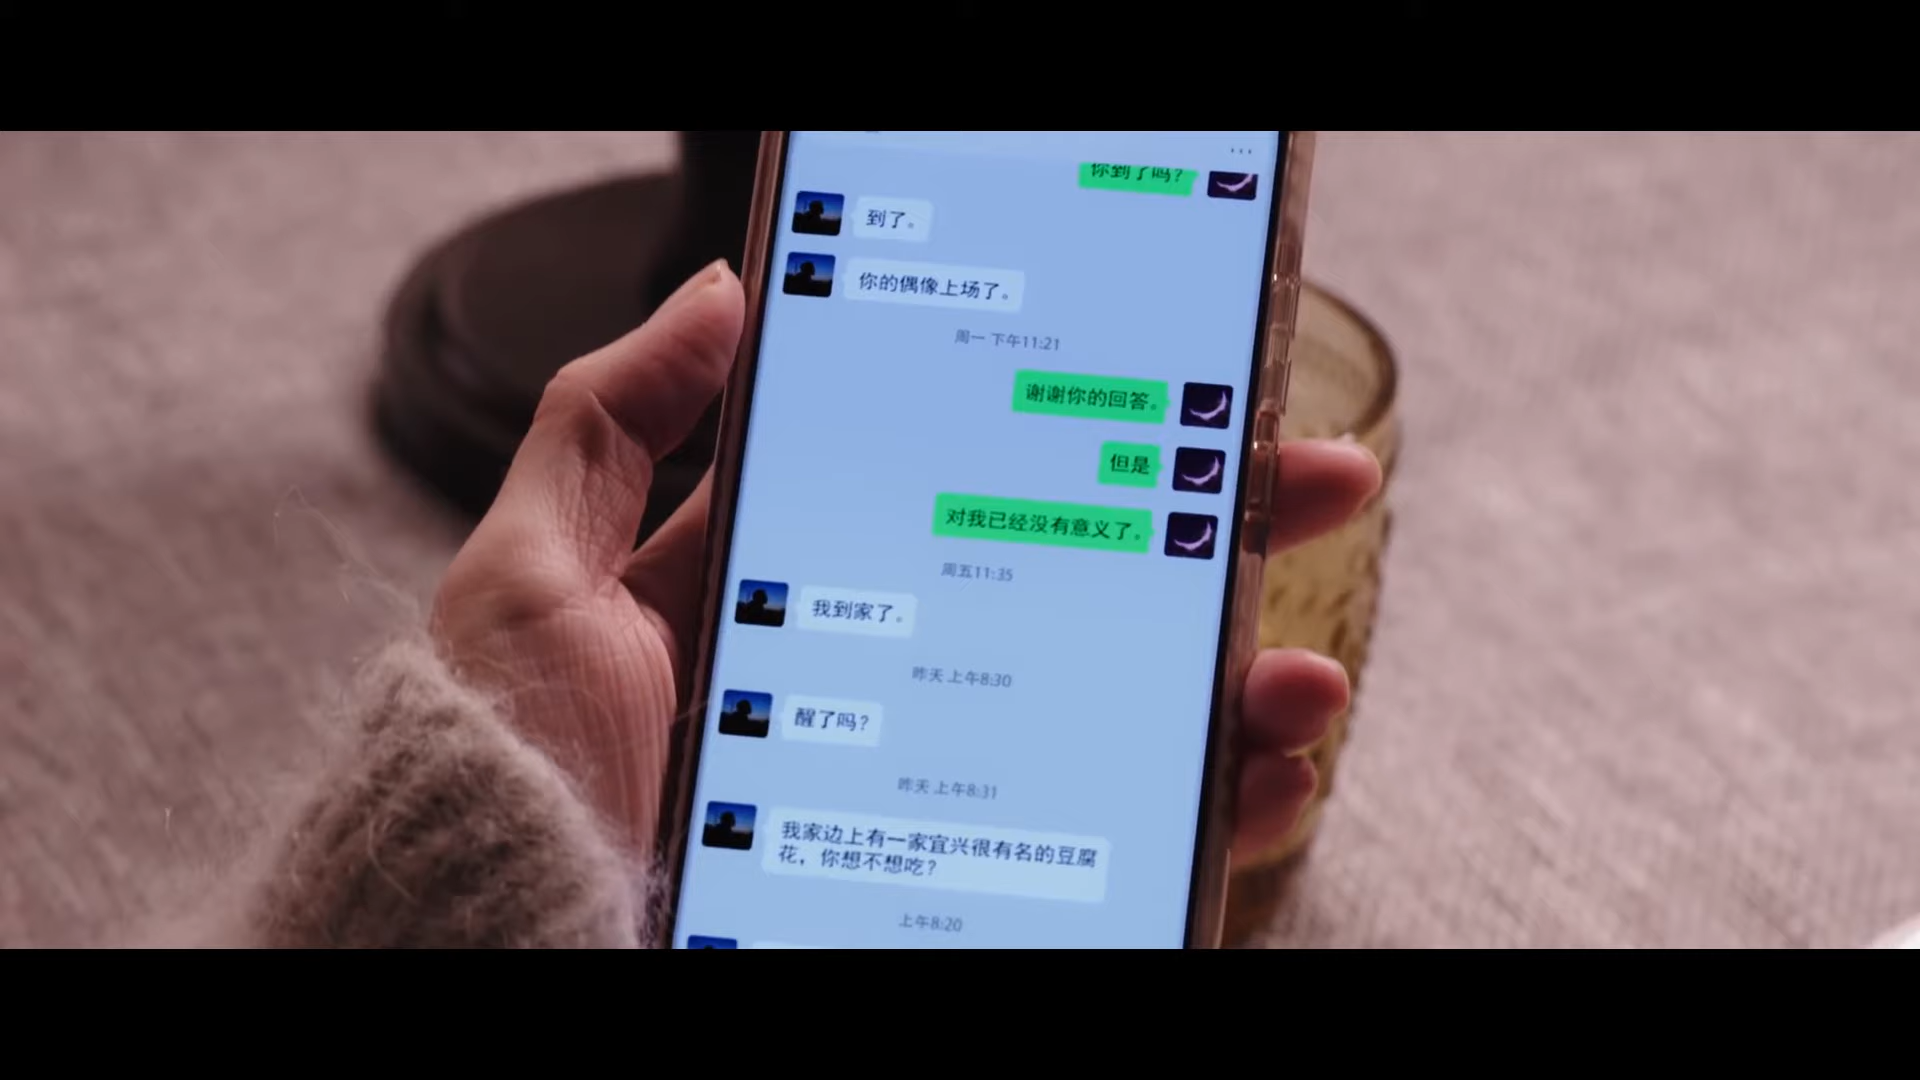 你到了吗？
到了。
你的偶像上场了。
周一 下午11:21
谢谢你的回答。
但是
对我已经没有意义了。
周五11:35
我到家了。
昨天 上午8:30
醒了吗？
昨天 上午8:31
我家边上有一家宜兴很有名的豆腐
花，你想不想吃？
上午8:20